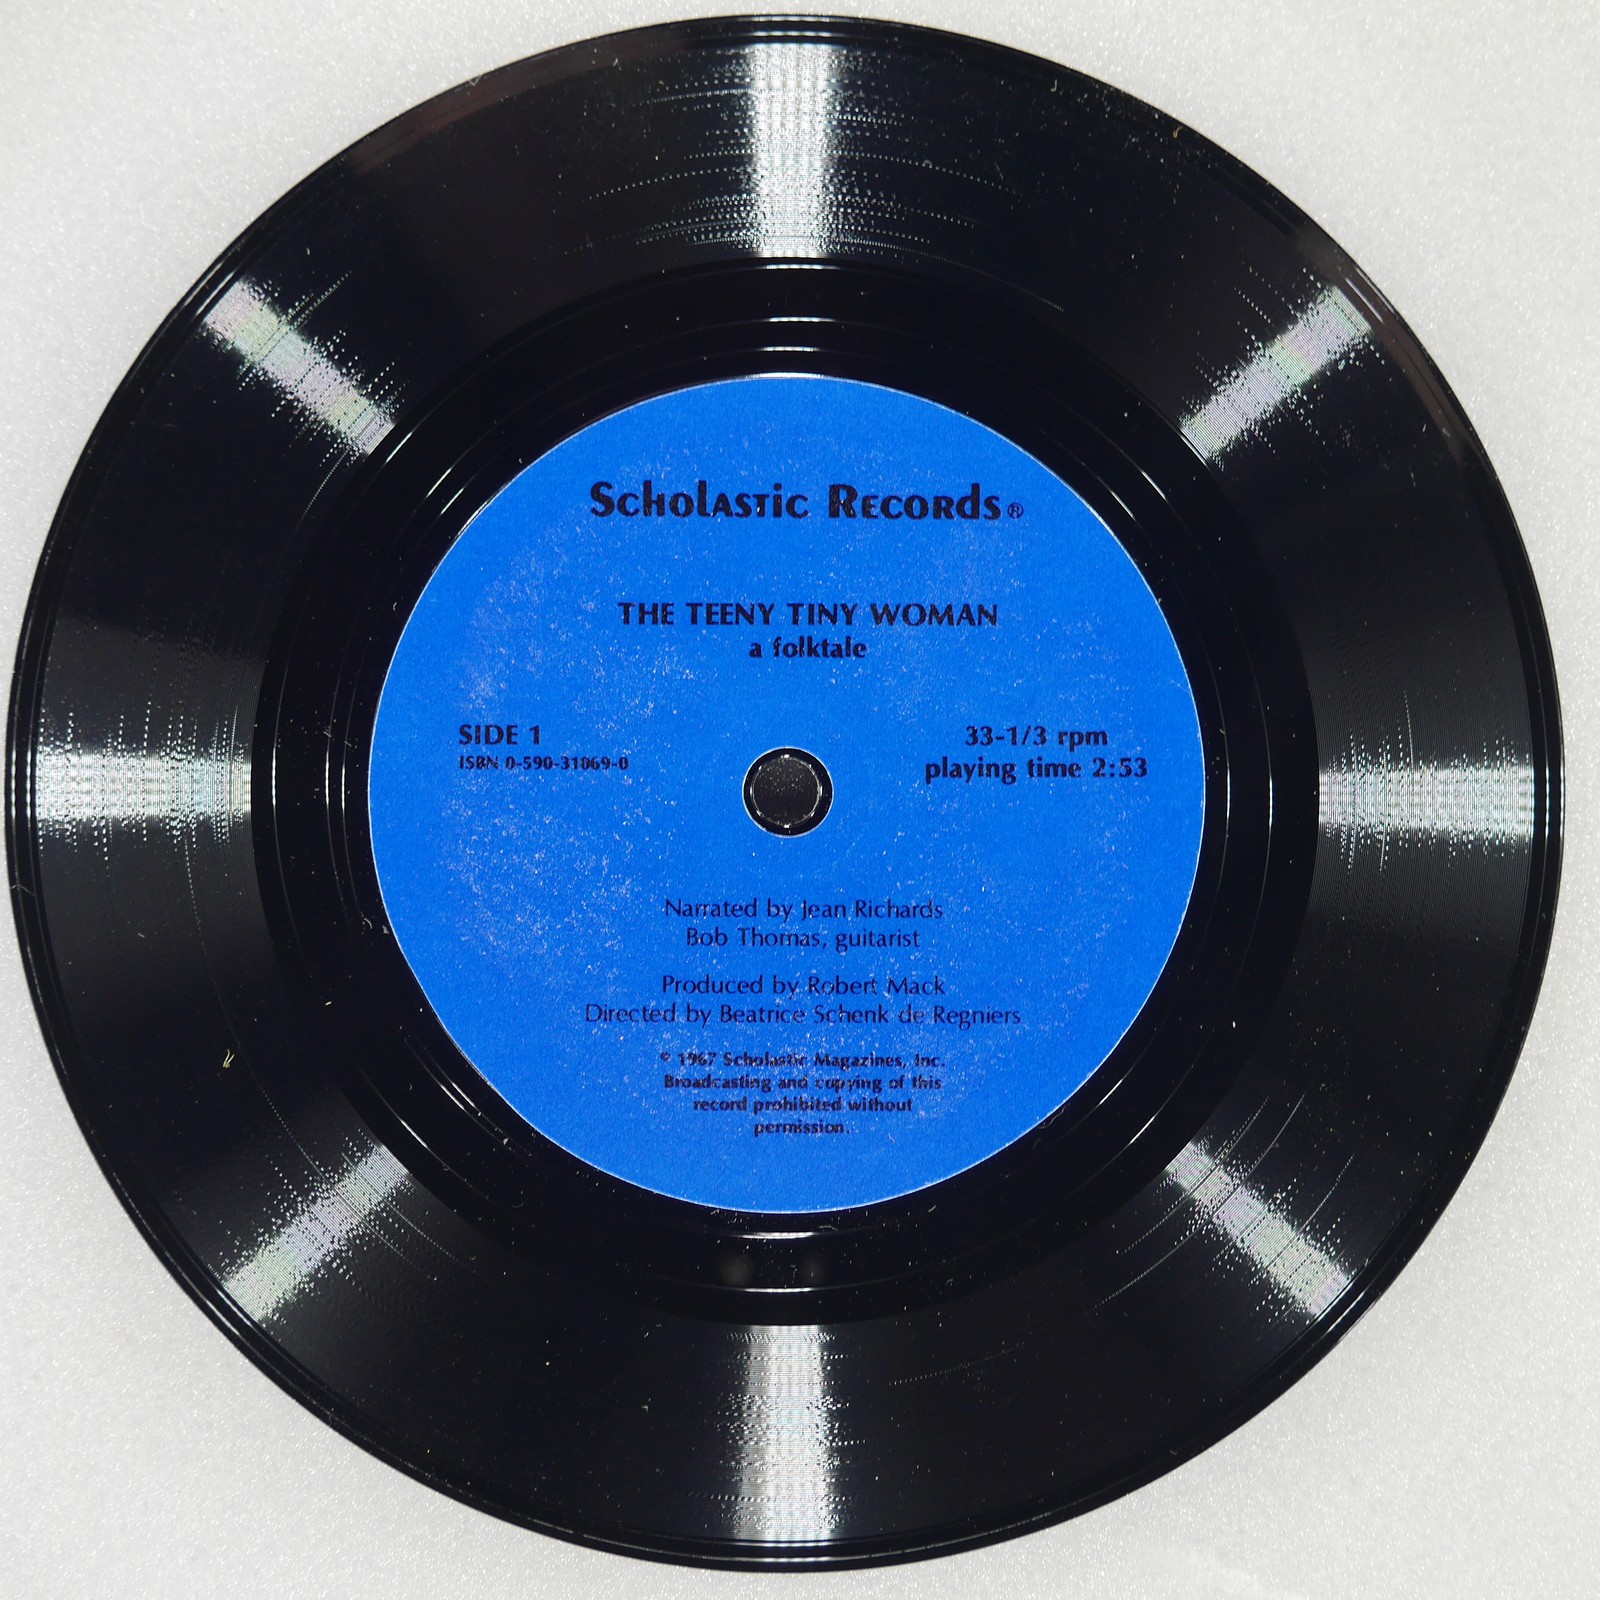 Scholastic Records®
THE TEENY TINY WOMAN
a folktale
SIDE 1
ISBN 0-590-31069-0
33-1/3 rpm
playing time 2:53
Narrated by Jean Richards
Bob Thomas, guitarist
Produced by Robert Mack
Directed by Beatrice Schenk de Regniers
© 1967 Scholastic Magazines, Inc.
Broadcasting and copying of this
record prohibited without
permission.